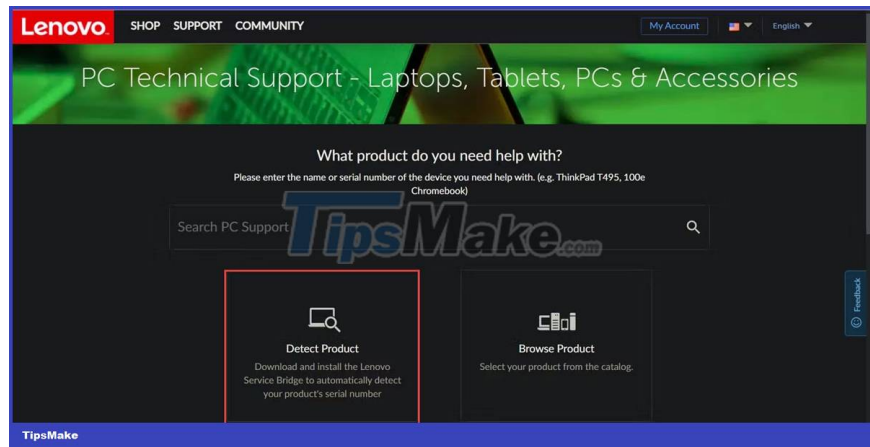 Lenovo.
SHOP SUPPORT COMMUNITY
My Account
English
PC Technical Support - Laptops, Tablets, PCs & Accessories
What product do you need help with?
Please enter the name or serial number of the device you need help with. (e.g. ThinkPad T495, 100e
Chromebook)
Search PC Support
TipsMake.com
Detect Product
Download and install the Lenovo
Service Bridge to automatically detect
your product's serial number
Browse Product
Select your product from the catalog.
Feedback
TipsMake